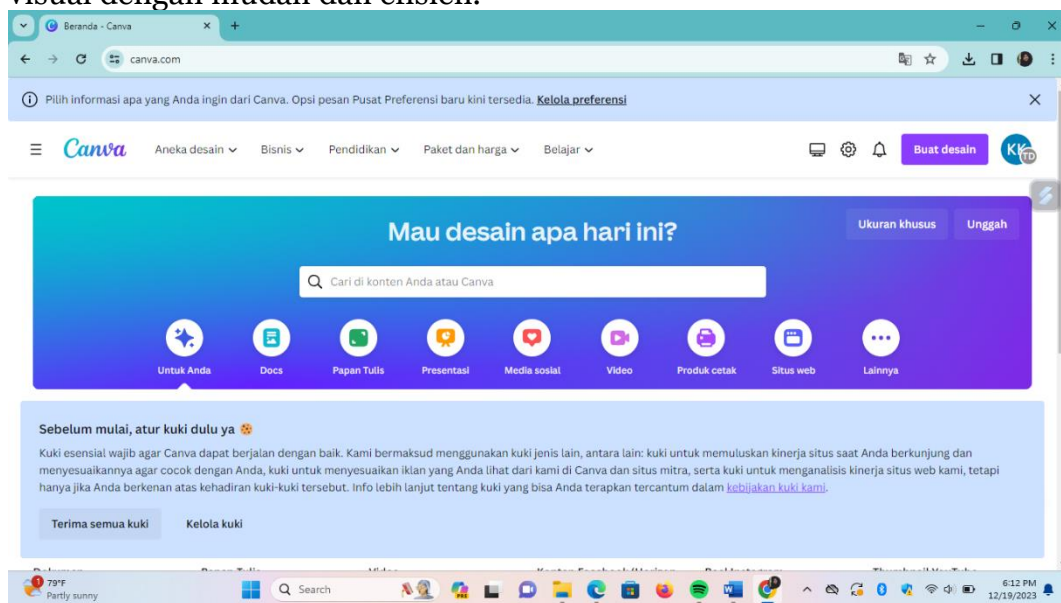 visual dengan mudah dan efisien.
Beranda - Canva
canva.com
Pilih informasi apa yang Anda ingin dari Canva. Opsi pesan Pusat Preferensi baru kini tersedia. Kelola preferensi
Canva Aneka desain Bisnis Pendidikan Paket dan harga Belajar Buat desain KK TD
Mau desain apa hari ini? Ukuran khusus Unggah
Cari di konten Anda atau Canva
Untuk Anda Docs Papan Tulis Presentasi Media sosial Video Produk cetak Situs web Lainnya
Sebelum mulai, atur kuki dulu ya
Kuki esensial wajib agar Canva dapat berjalan dengan baik. Kami bermaksud menggunakan kuki jenis lain, antara lain: kuki untuk memuluskan kinerja situs saat Anda berkunjung dan
menyesuaikannya agar cocok dengan Anda, kuki untuk menyesuaikan iklan yang Anda lihat dari kami di Canva dan situs mitra, serta kuki untuk menganalisis kinerja situs web kami, tetapi
hanya jika Anda berkenan atas kehadiran kuki-kuki tersebut. Info lebih lanjut tentang kuki yang bisa Anda terapkan tercantum dalam kebijakan kuki kami.
Terima semua kuki Kelola kuki
1 79°F Search 6:12 PM
Partly sunny 12/19/2023